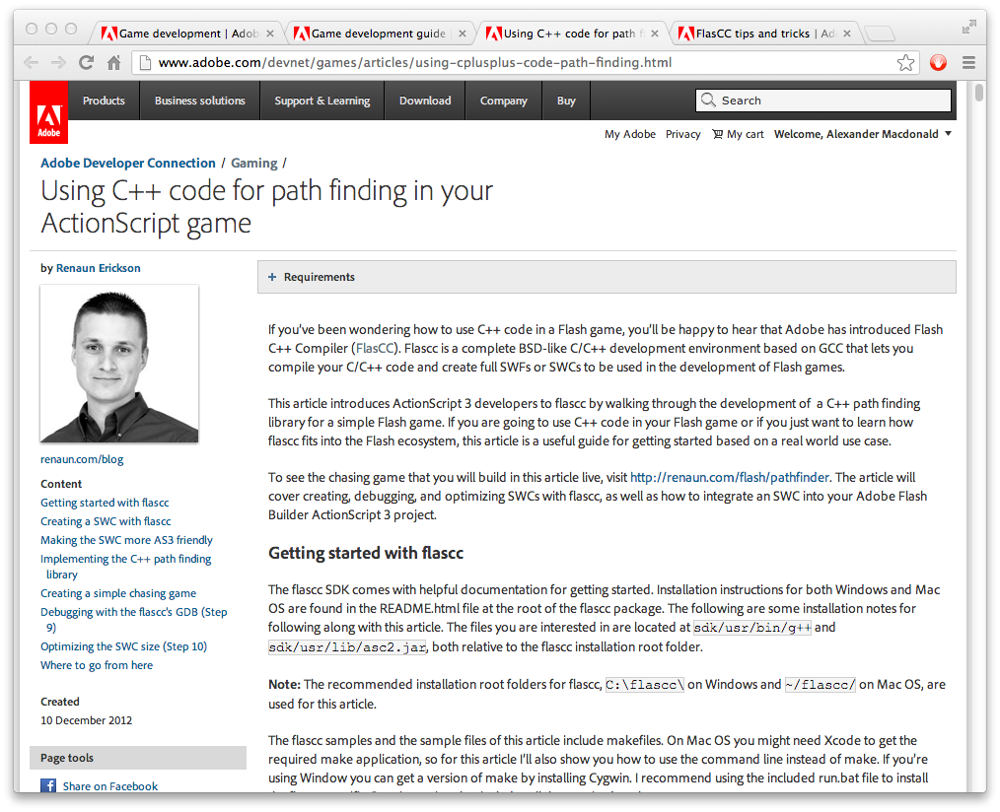 Game development | Adob
Game development guide
Using C++ code for path f
FlasCC tips and tricks | Ad
www.adobe.com/devnet/games/articles/using-cplusplus-code-path-finding.html
Adobe
Products
Business solutions
Support & Learning
Download
Company
Buy
Search
My Adobe
Privacy
My cart
Welcome, Alexander Macdonald
Adobe Developer Connection / Gaming /
Using C++ code for path finding in your
ActionScript game
by Renaun Erickson
renaun.com/blog
Content
Getting started with flascc
Creating a SWC with flascc
Making the SWC more AS3 friendly
Implementing the C++ path finding
library
Creating a simple chasing game
Debugging with the flascc's GDB (Step
9)
Optimizing the SWC size (Step 10)
Where to go from here
Created
10 December 2012
Page tools
Share on Facebook
+ Requirements
If you've been wondering how to use C++ code in a Flash game, you'll be happy to hear that Adobe has introduced Flash
C++ Compiler (FlasCC). Flascc is a complete BSD-like C/C++ development environment based on GCC that lets you
compile your C/C++ code and create full SWFs or SWCs to be used in the development of Flash games.
This article introduces ActionScript 3 developers to flascc by walking through the development of a C++ path finding
library for a simple Flash game. If you are going to use C++ code in your Flash game or if you just want to learn how
flascc fits into the Flash ecosystem, this article is a useful guide for getting started based on a real world use case.
To see the chasing game that you will build in this article live, visit http://renaun.com/flash/pathfinder. The article will
cover creating, debugging, and optimizing SWCs with flascc, as well as how to integrate an SWC into your Adobe Flash
Builder ActionScript 3 project.
Getting started with flascc
The flascc SDK comes with helpful documentation for getting started. Installation instructions for both Windows and Mac
OS are found in the README.html file at the root of the flascc package. The following are some installation notes for
following along with this article. The files you are interested in are located at sdk/usr/bin/g++ and
sdk/usr/lib/asc2.jar, both relative to the flascc installation root folder.
Note: The recommended installation root folders for flascc, C:\flascc\ on Windows and ~/flascc/ on Mac OS, are
used for this article.
The flascc samples and the sample files of this article include makefiles. On Mac OS you might need Xcode to get the
required make application, so for this article I'll also show you how to use the command line instead of make. If you're
using Window you can get a version of make by installing Cygwin. I recommend using the included run.bat file to install